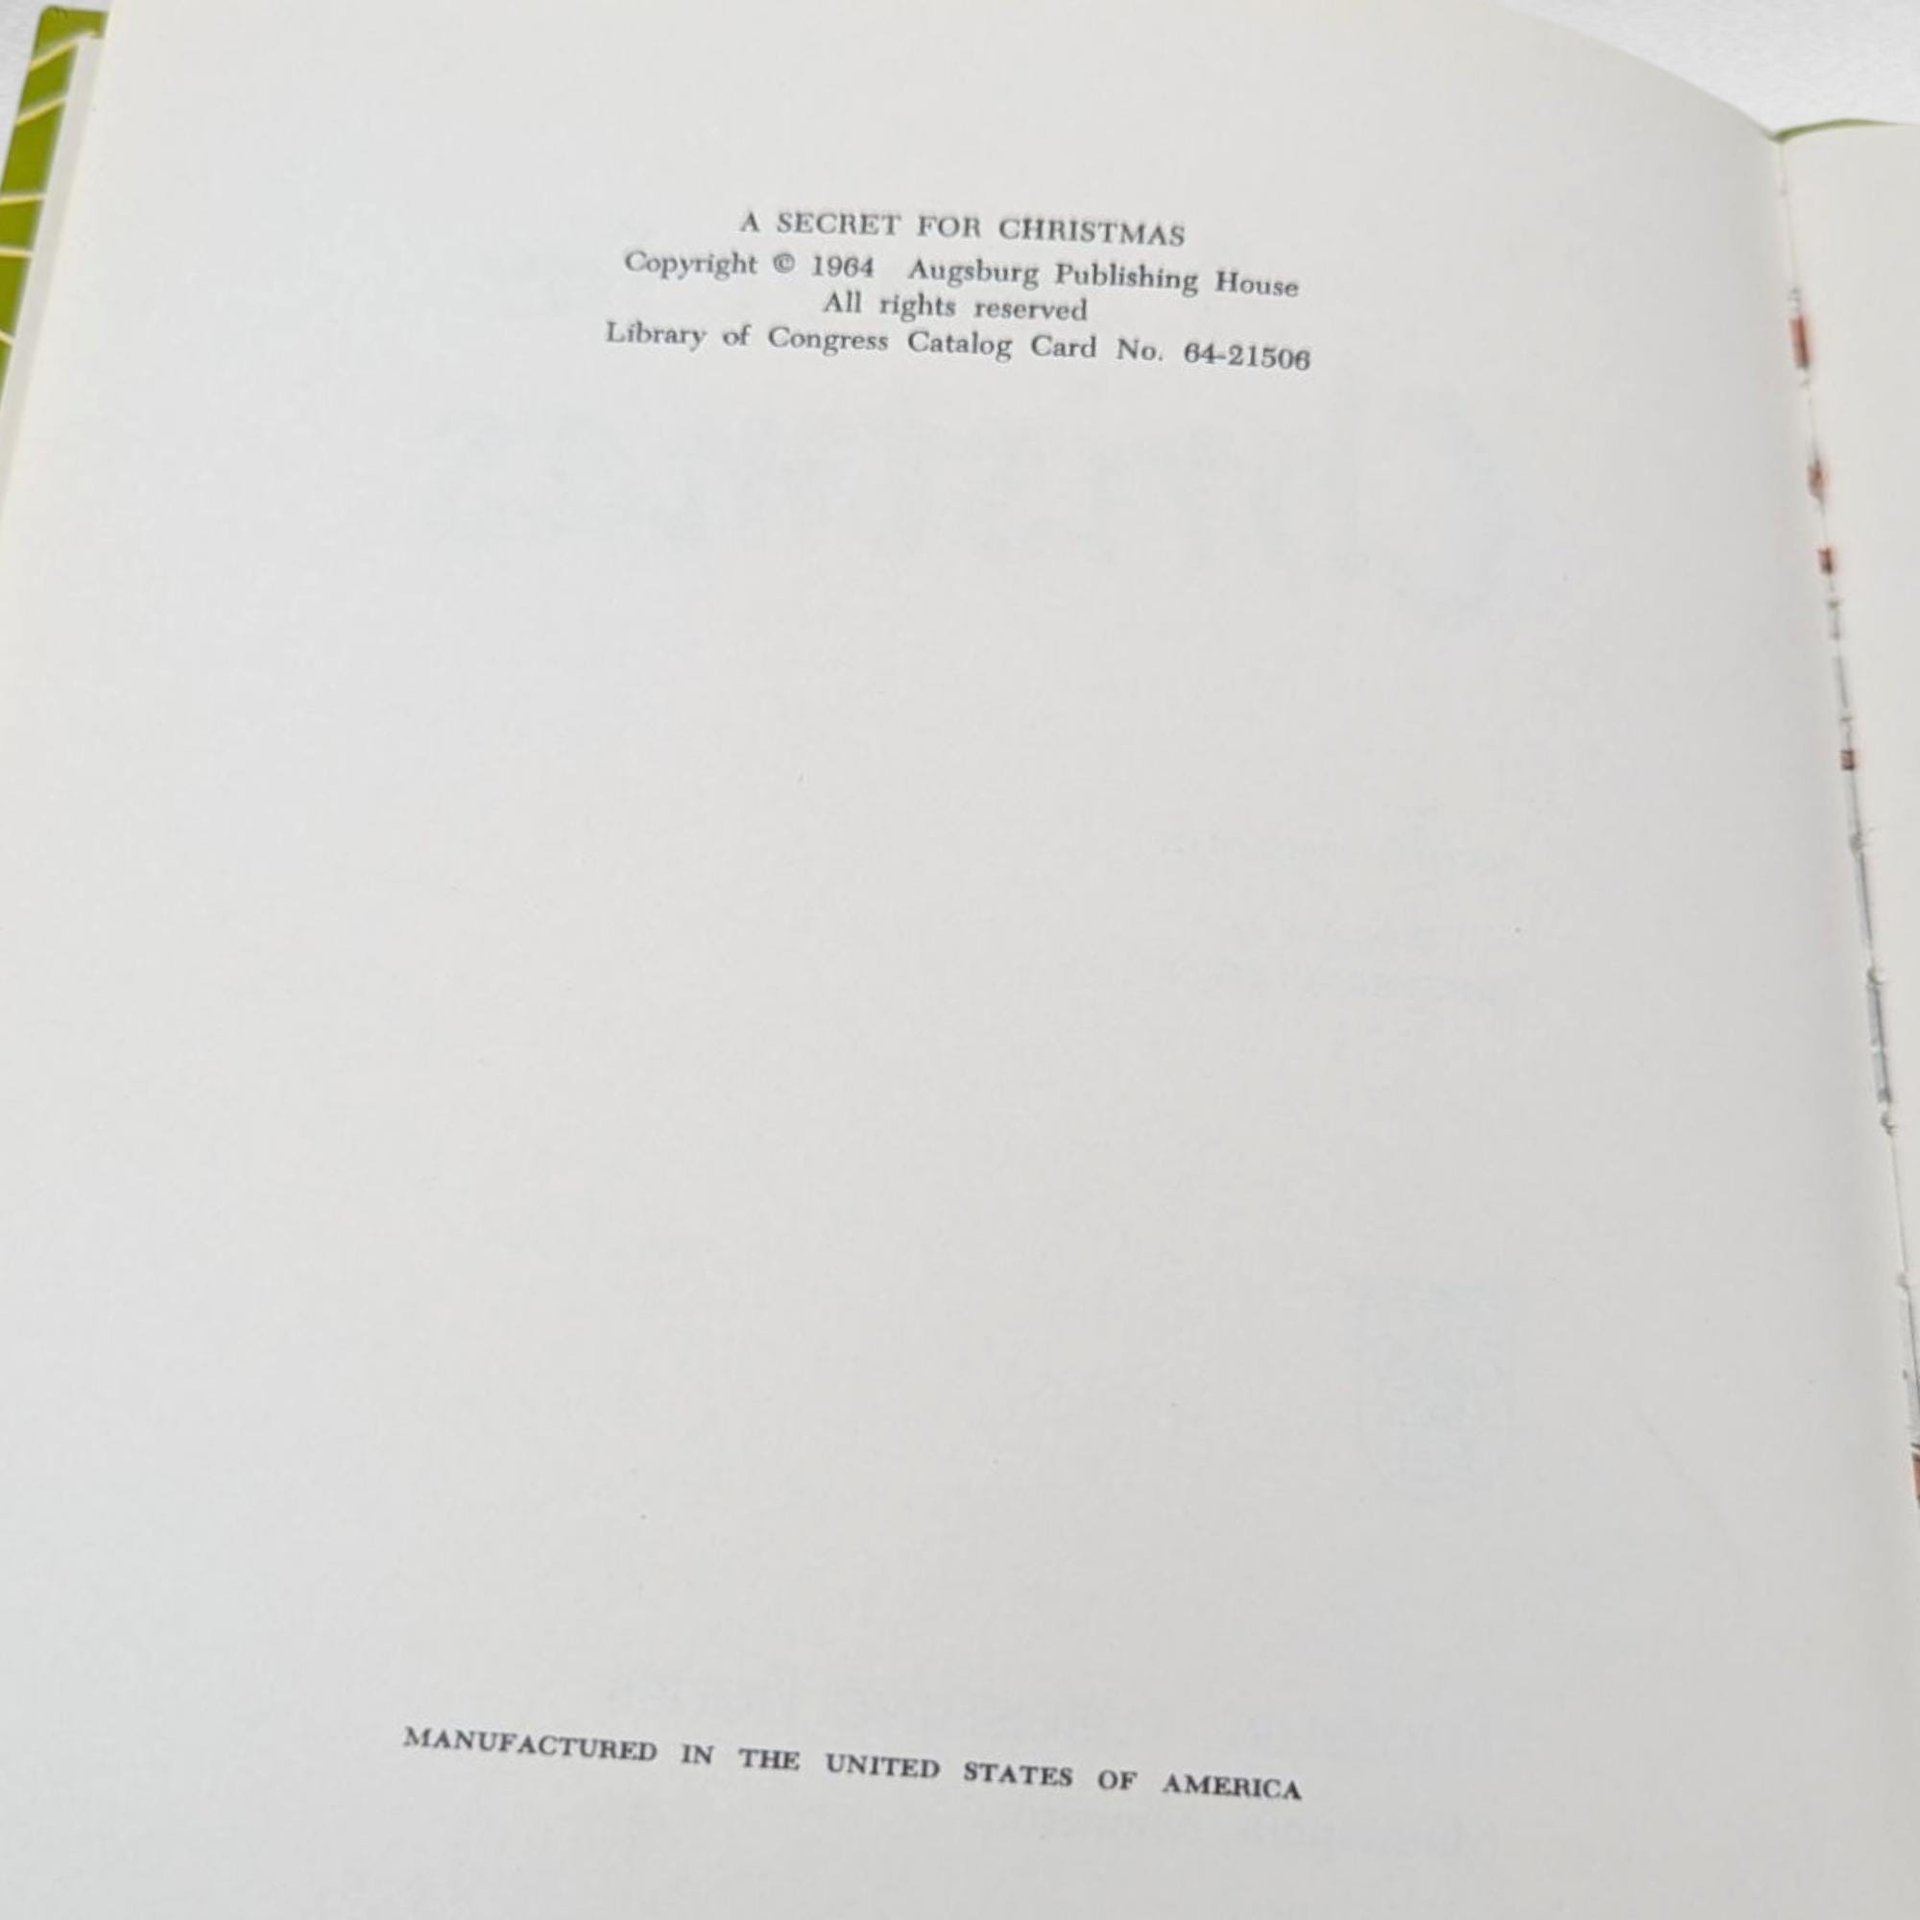 A SECRET FOR CHRISTMAS
Copyright © 1964 Augsburg Publishing House
All rights reserved
Library of Congress Catalog Card No. 64-21506
MANUFACTURED IN THE UNITED STATES OF AMERICA